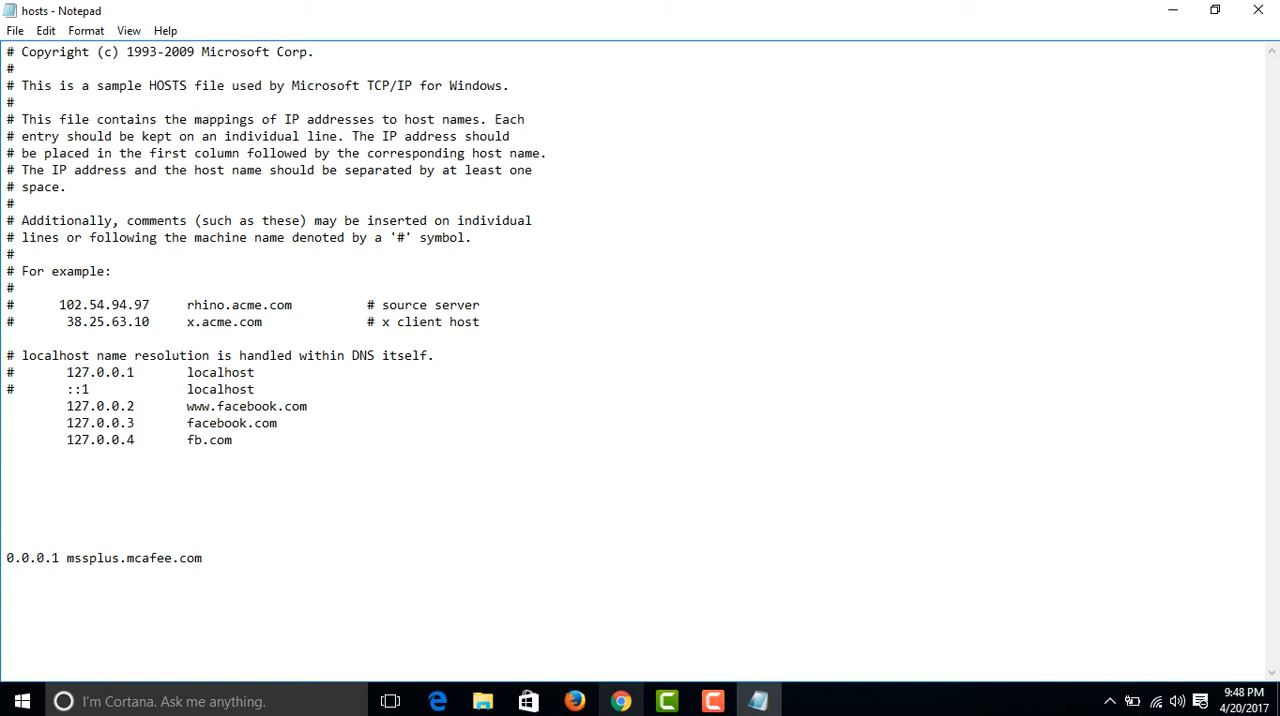 hosts - Notepad
File Edit Format View Help
# Copyright (c) 1993-2009 Microsoft Corp.
#
# This is a sample HOSTS file used by Microsoft TCP/IP for Windows.
#
# This file contains the mappings of IP addresses to host names. Each
# entry should be kept on an individual line. The IP address should
# be placed in the first column followed by the corresponding host name.
# The IP address and the host name should be separated by at least one
# space.
#
# Additionally, comments (such as these) may be inserted on individual
# lines or following the machine name denoted by a '#' symbol.
#
# For example:
#
#      102.54.94.97     rhino.acme.com          # source server
#       38.25.63.10     x.acme.com              # x client host
# localhost name resolution is handled within DNS itself.
#       127.0.0.1       localhost
#       ::1             localhost
        127.0.0.2       www.facebook.com
        127.0.0.3       facebook.com
        127.0.0.4       fb.com
0.0.0.1 mssplus.mcafee.com
I'm Cortana. Ask me anything.
9:48 PM
4/20/2017